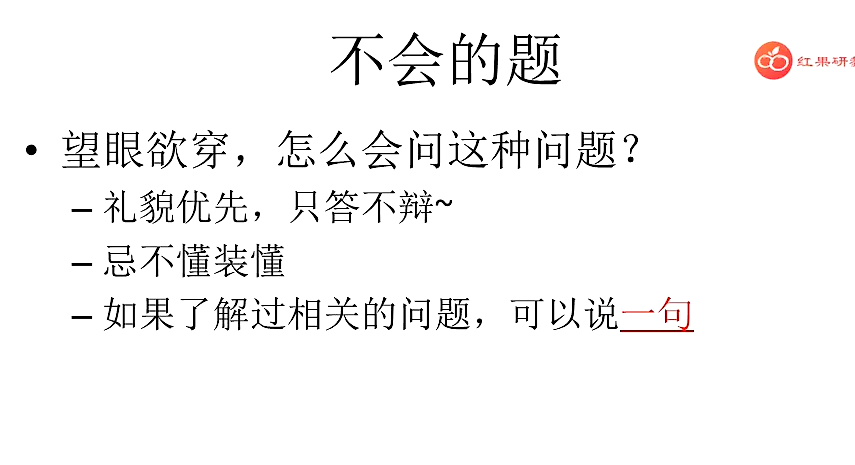 不会的题
红果研
• 望眼欲穿，怎么会问这种问题？
– 礼貌优先，只答不辩~
– 忌不懂装懂
– 如果了解过相关的问题，可以说一句